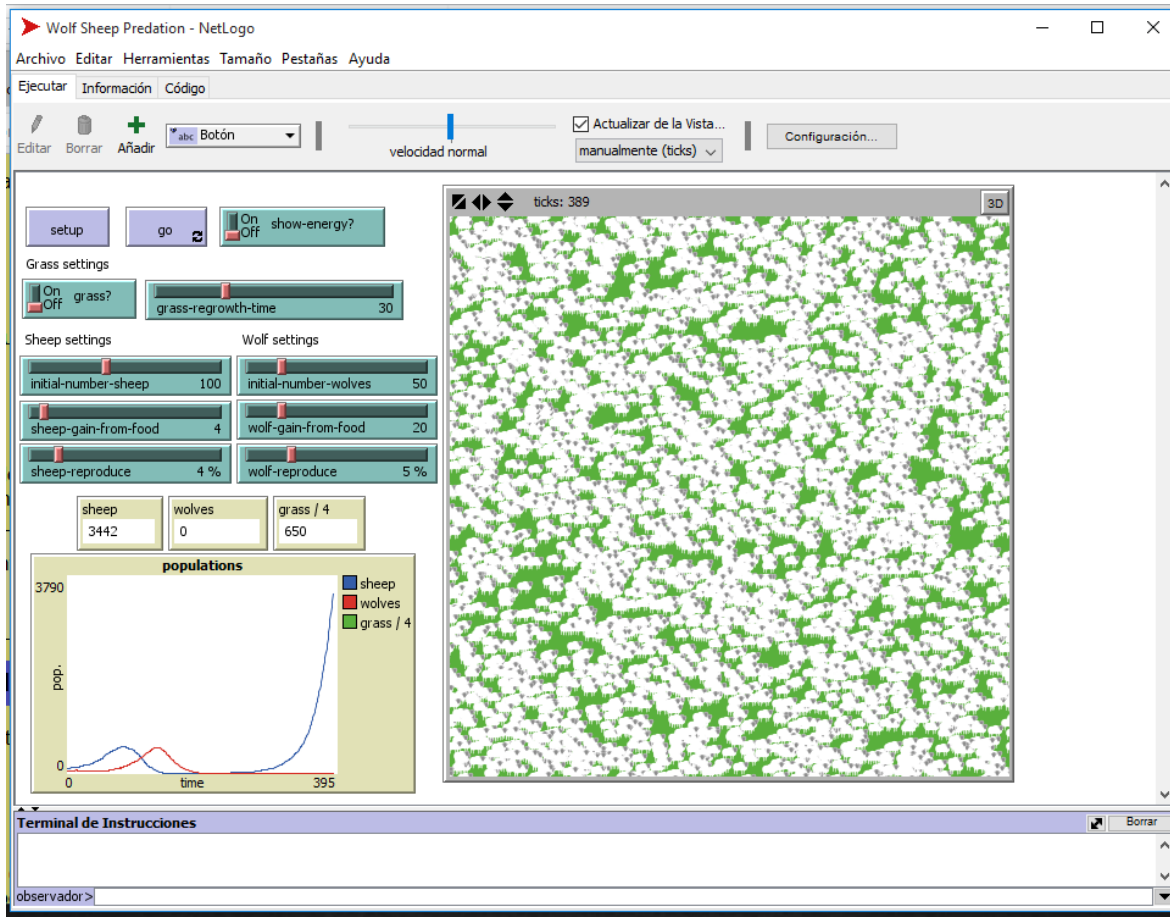 Wolf Sheep Predation - NetLogo
Archivo Editar Herramientas Tamaño Pestañas Ayuda
Ejecutar Información Código
Editar Borrar Añadir
abc Botón
velocidad normal
Actualizar de la Vista...
manualmente (ticks)
Configuración...
ticks: 389
3D
setup
go
On
Off
show-energy?
Grass settings
On
Off
grass?
grass-regrowth-time 30
Sheep settings Wolf settings
initial-number-sheep 100
initial-number-wolves 50
sheep-gain-from-food 4
wolf-gain-from-food 20
sheep-reproduce 4 %
wolf-reproduce 5 %
sheep
3442
wolves
0
grass / 4
650
populations
3790
pop.
0
0 time 395
sheep
wolves
grass / 4
Terminal de Instrucciones
Borrar
observador>